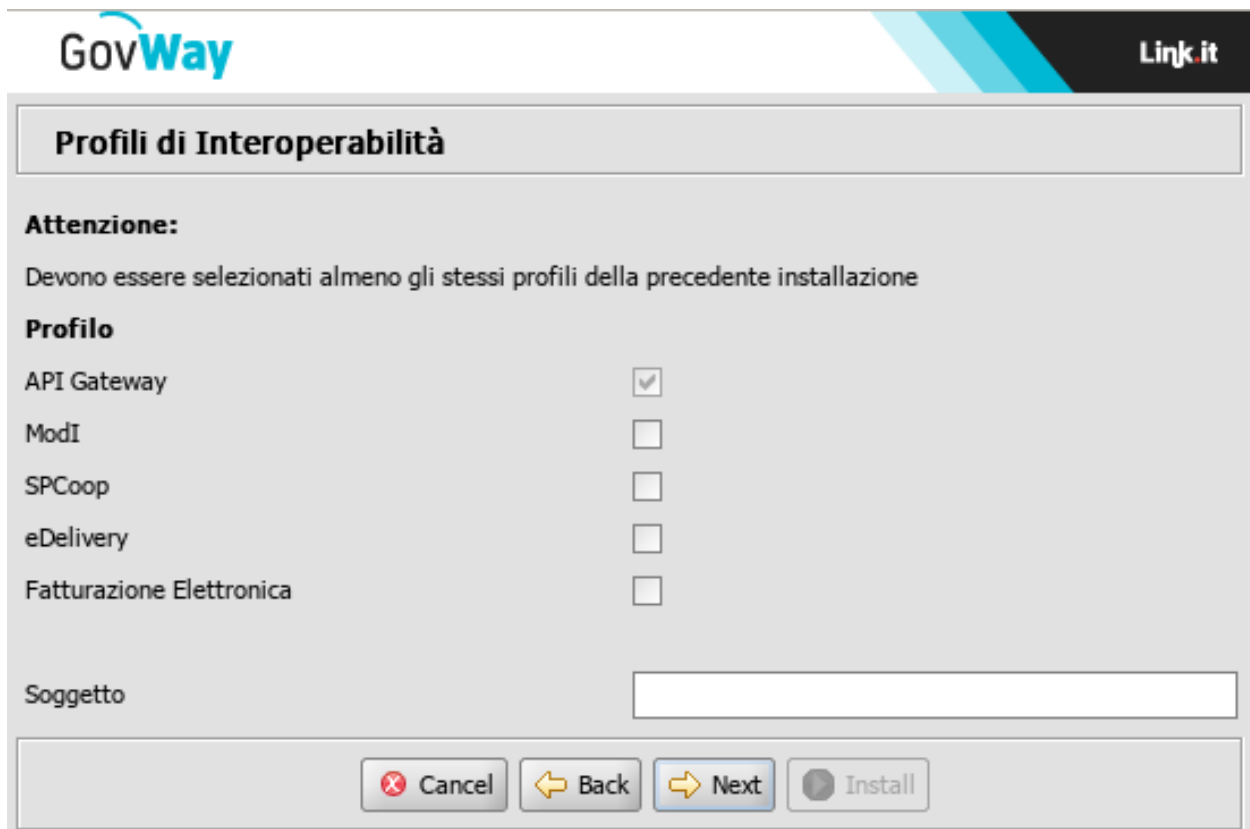 GovWay
Link.it
Profili di Interoperabilità
Attenzione:
Devono essere selezionati almeno gli stessi profili della precedente installazione
Profilo
API Gateway
ModI
SPCoop
eDelivery
Fatturazione Elettronica
Soggetto
Cancel Back Next Install